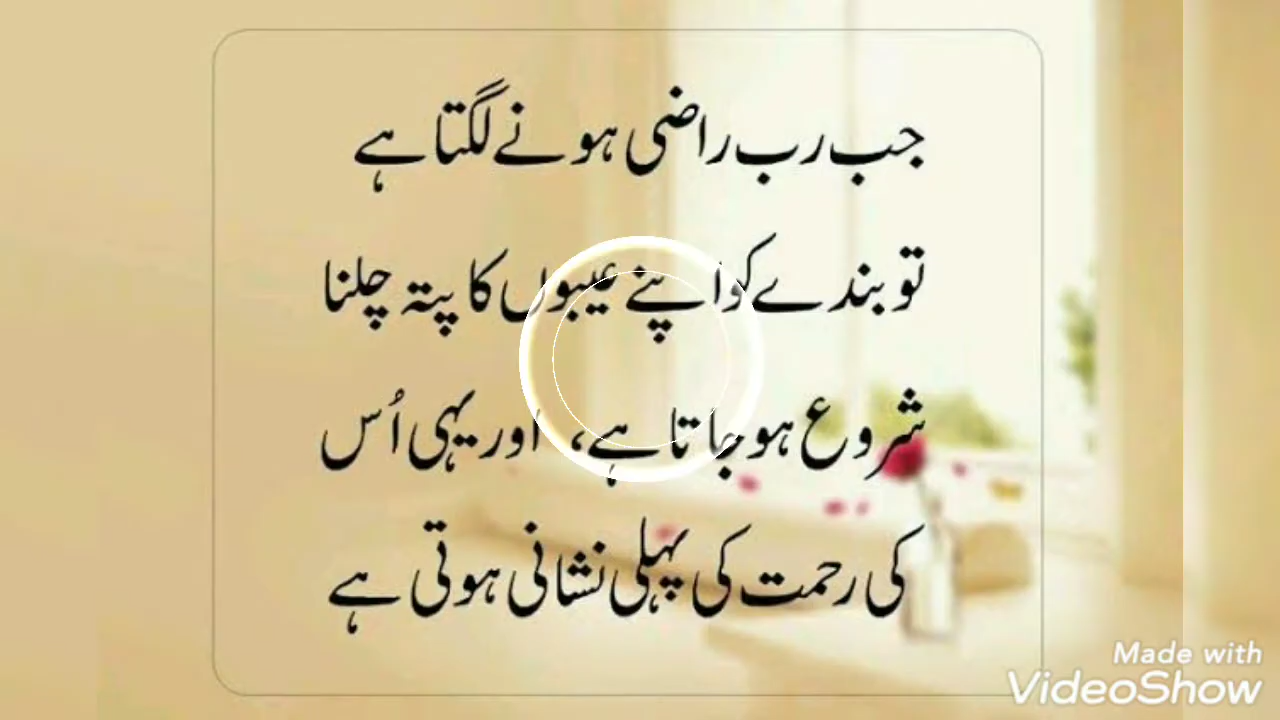 جب رب راضی ہونے لگتا ہے
تو بندے کو اپنے عیبوں کا پتہ چلنا
شروع ہو جاتا ہے، اور یہی اُس
کی رحمت کی پہلی نشانی ہوتی ہے
Made with
VideoShow